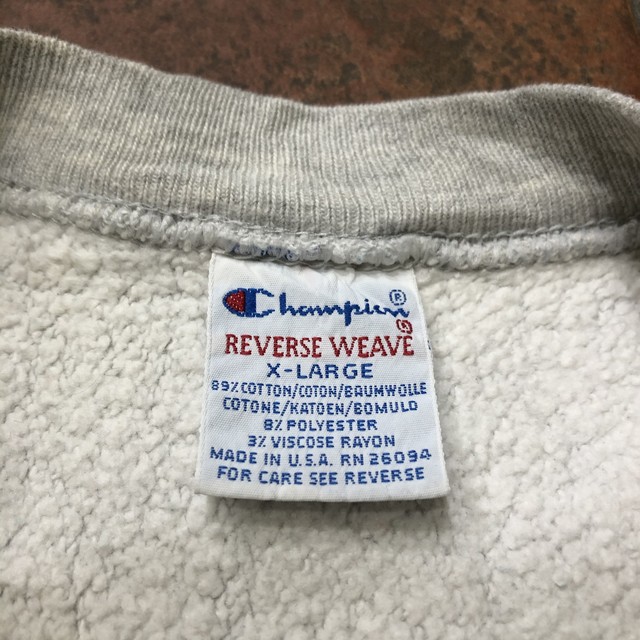 Champion®
REVERSE WEAVE®
X-LARGE
89% COTTON/COTON/BAUMWOLLE
COTONE/KATOEN/BOMULD
8% POLYESTER
3% VISCOSE RAYON
MADE IN U.S.A. RN 26094
FOR CARE SEE REVERSE